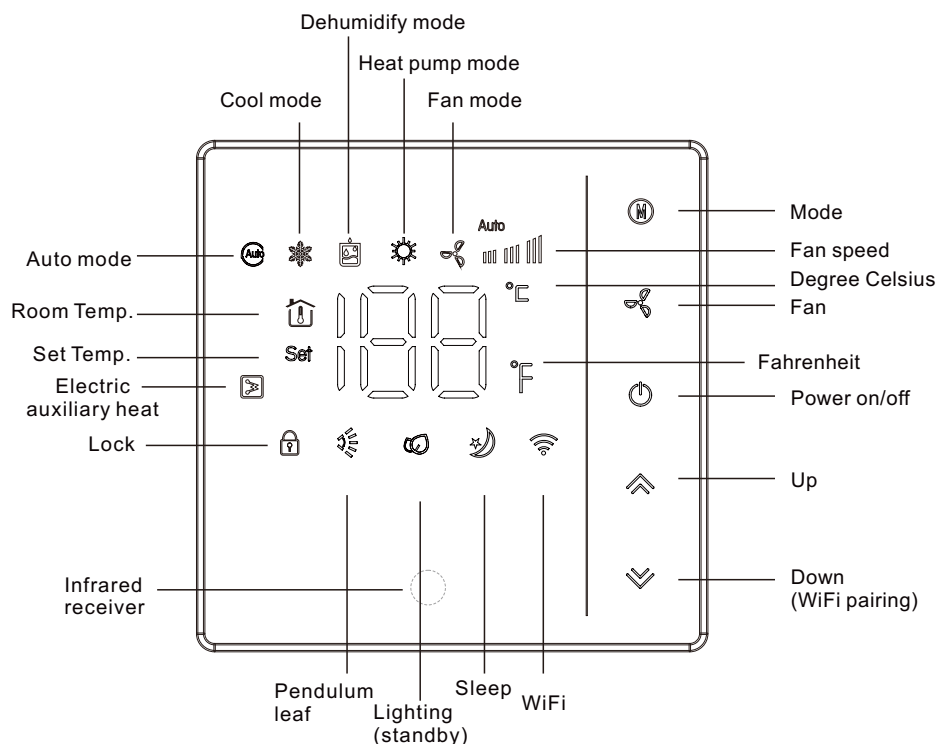 Dehumidify mode
Heat pump mode
Cool mode
Fan mode
Mode
Auto
Auto
Auto mode
Fan speed
°C
Degree Celsius
Room Temp.
Fan
Set Temp.
Set
188
Fahrenheit
°F
Electric
auxiliary heat
Power on/off
Lock
Up
Infrared
receiver
Down
(WiFi pairing)
Pendulum
leaf
Lighting
(standby)
Sleep
WiFi
M